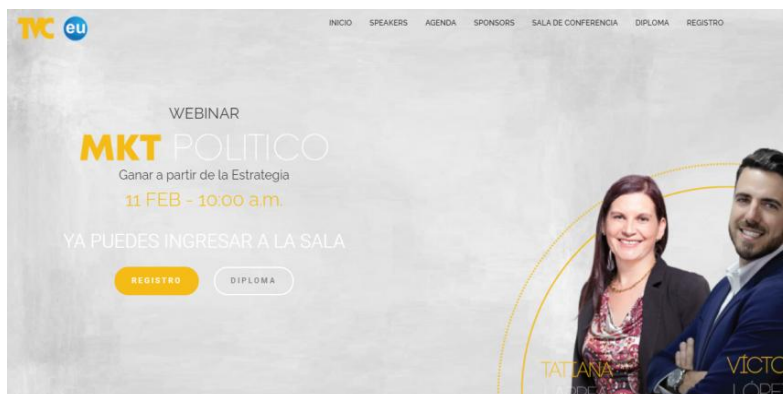 TVC eu
INICIO SPEAKERS AGENDA SPONSORS SALA DE CONFERENCIA DIPLOMA REGISTRO
WEBINAR
MKT POLITICO
Ganar a partir de la Estrategia
11 FEB - 10:00 a.m.
YA PUEDES INGRESAR A LA SALA
REGISTRO DIPLOMA
TATIANA VÍCTO